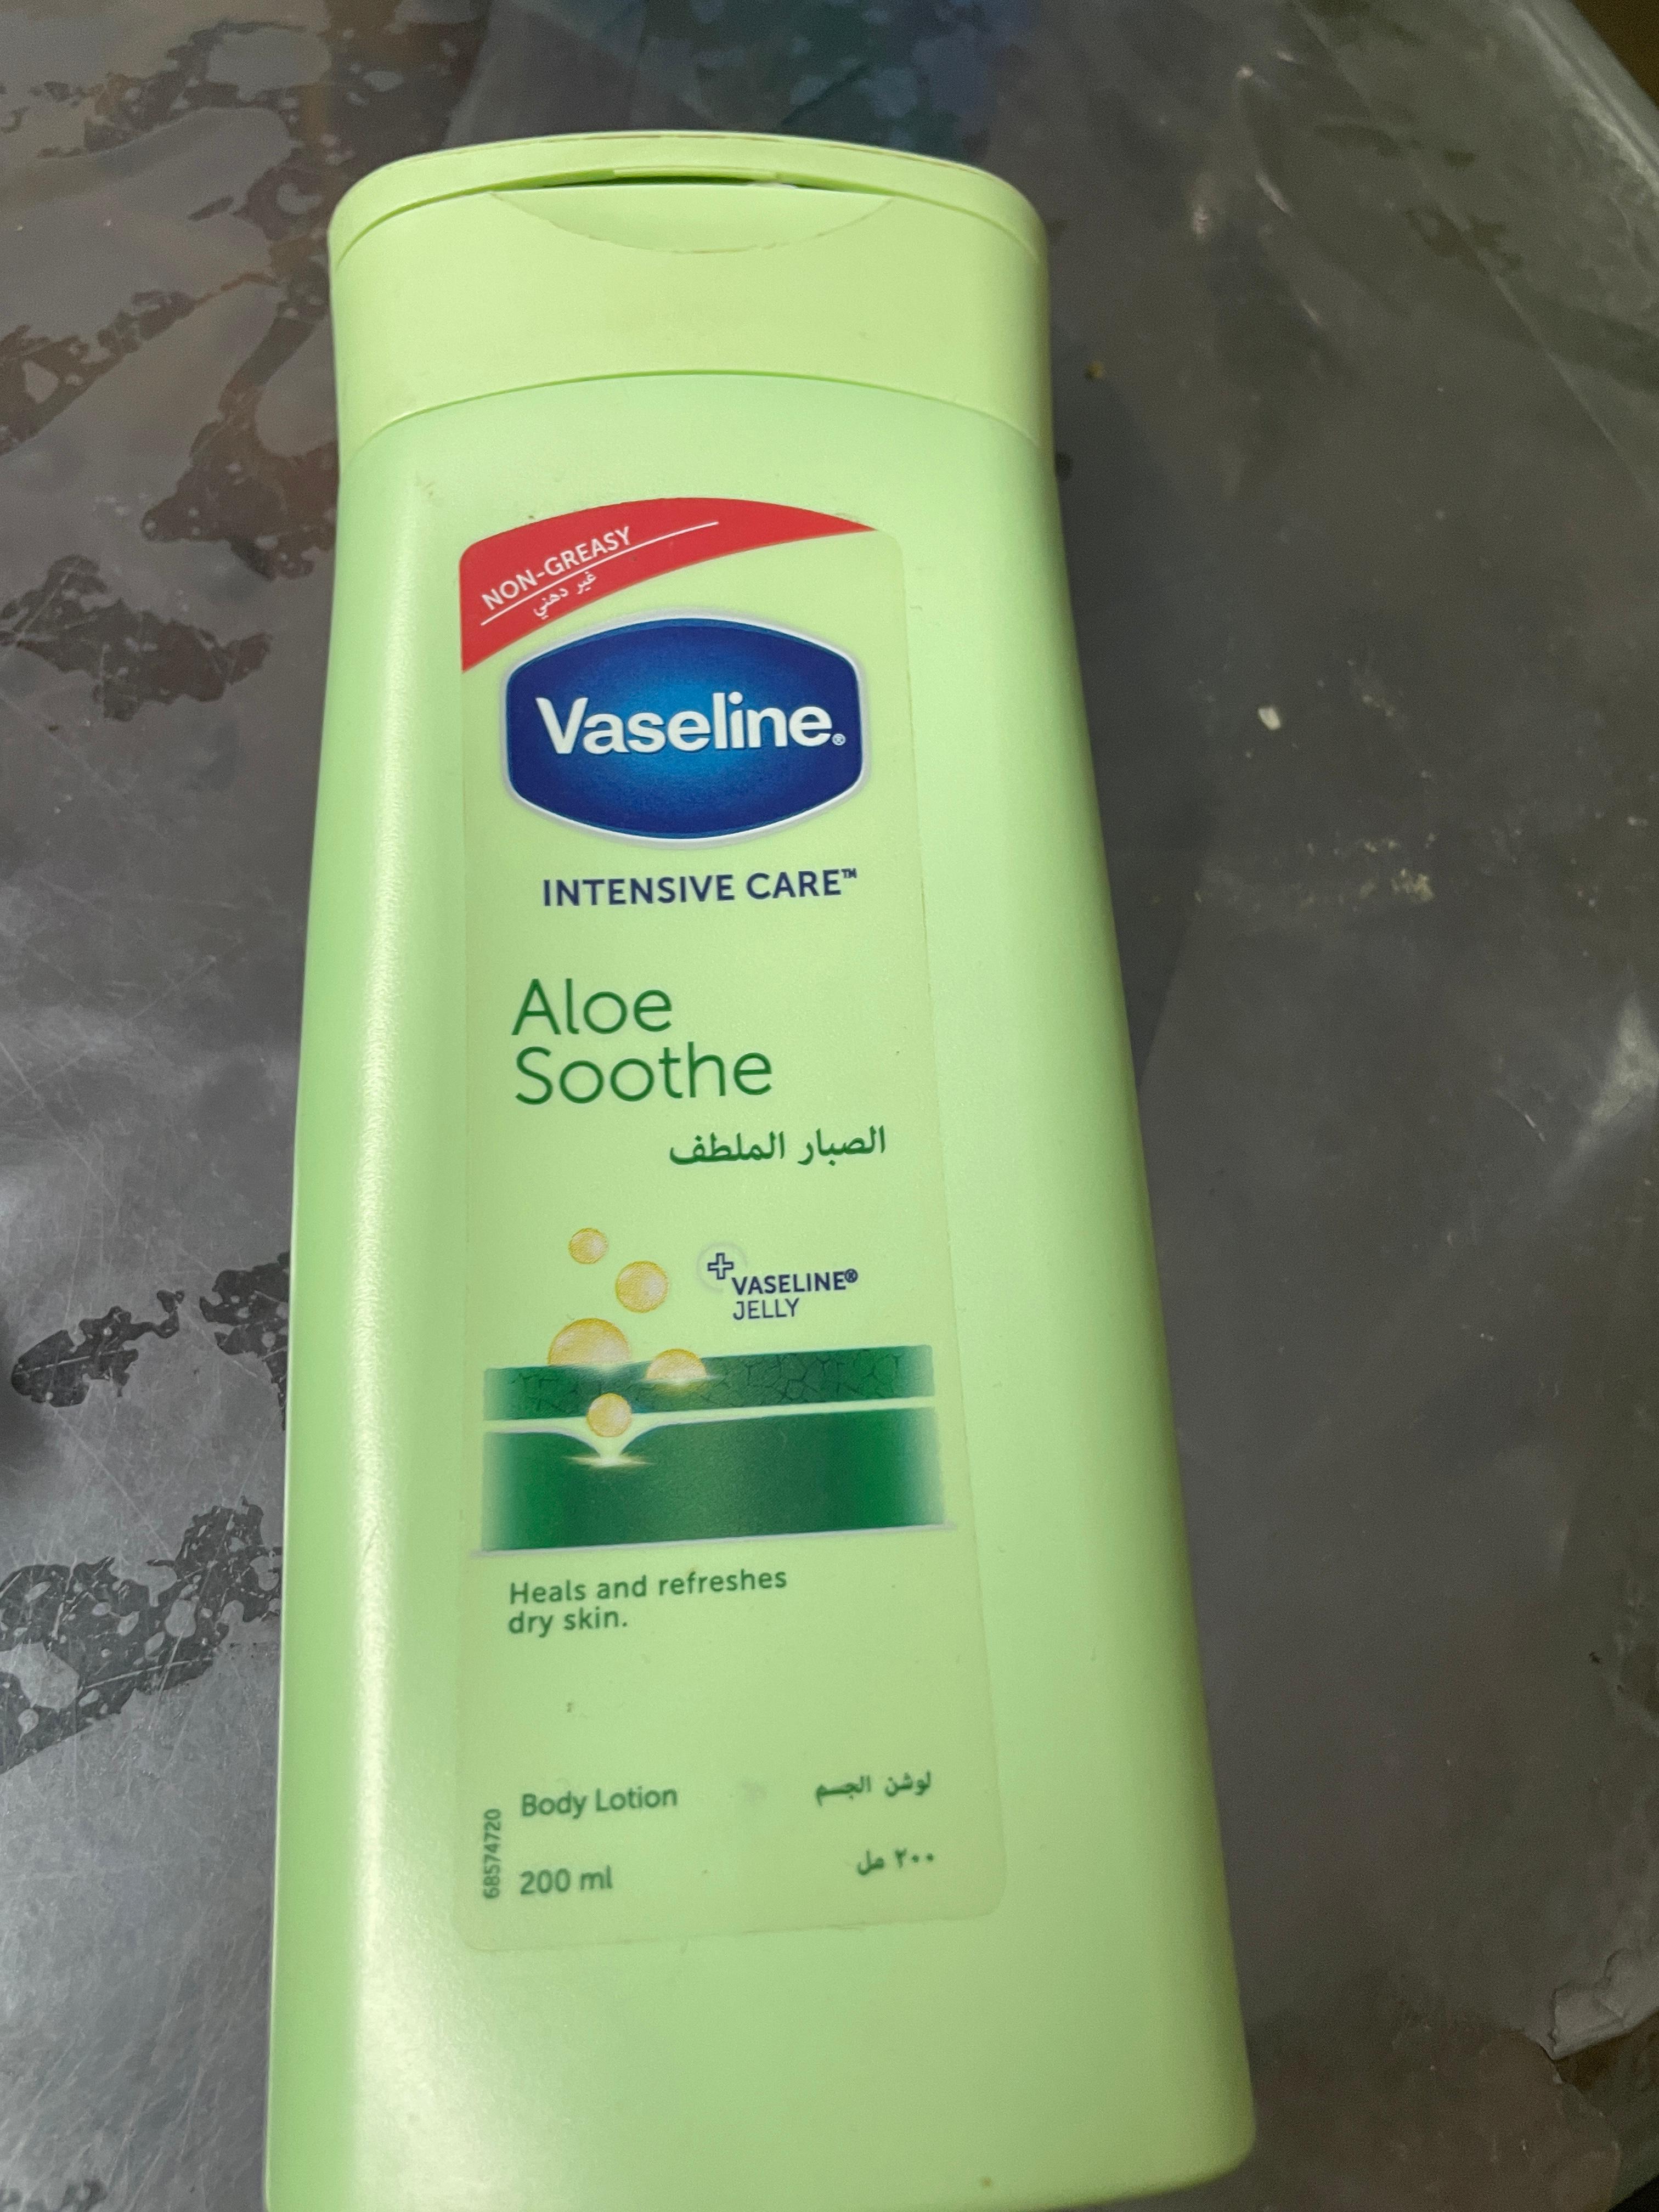 NON-GREASY
غير دهني
Vaseline®
INTENSIVE CARE™
Aloe
Soothe
الصبار الملطف
VASELINE®
JELLY
Heals and refreshes
dry skin.
Body Lotion
لوشن الجسم
68574720
200 ml
٢٠٠ مل